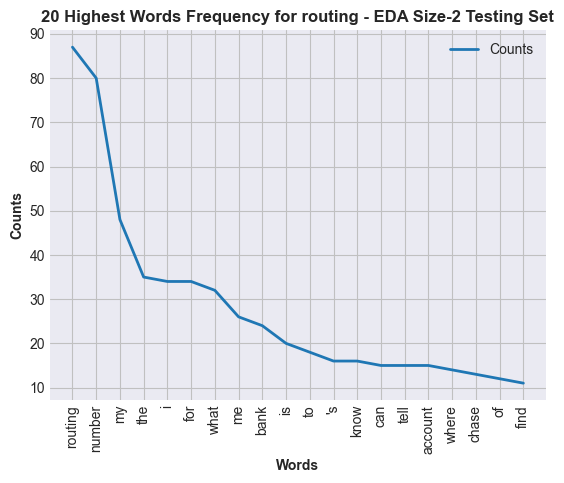 20 Highest Words Frequency for routing - EDA Size-2 Testing Set
Counts
90
80
70
60
50
40
30
20
10
Counts
routing
number
my
the
i
for
what
me
bank
is
to
's
know
can
tell
account
where
chase
of
find
Words